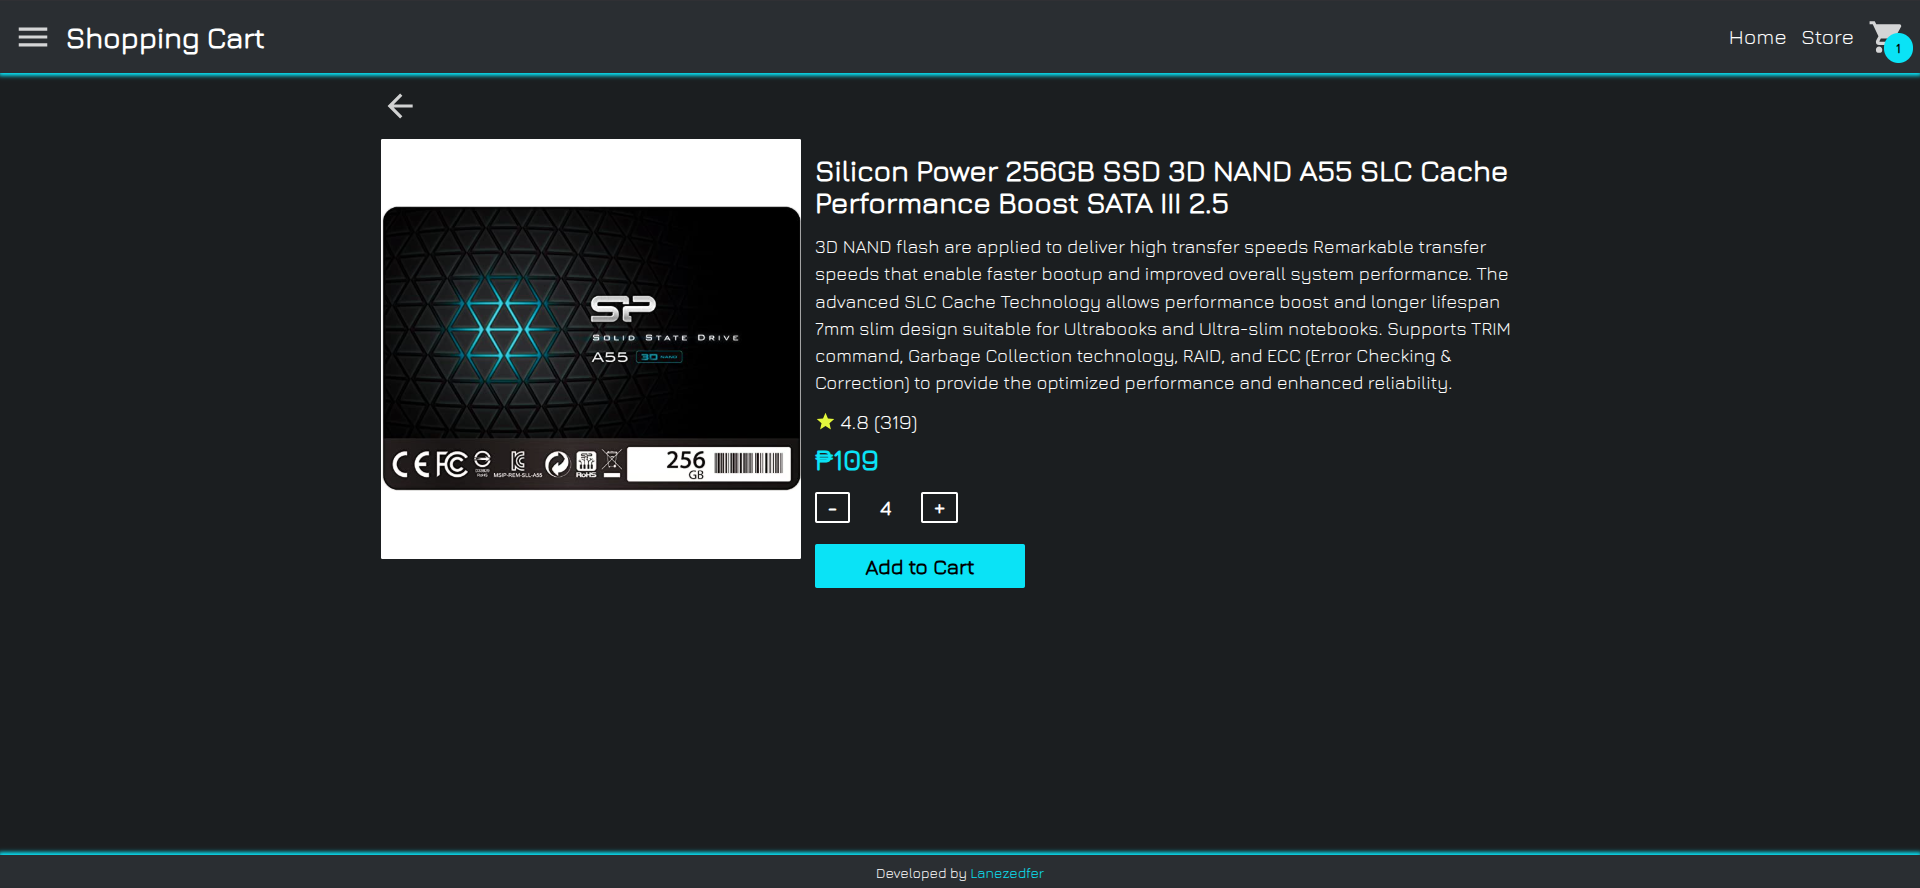 Shopping Cart
Home Store
1
Silicon Power 256GB SSD 3D NAND A55 SLC Cache
Performance Boost SATA III 2.5
3D NAND flash are applied to deliver high transfer speeds Remarkable transfer
speeds that enable faster bootup and improved overall system performance. The
advanced SLC Cache Technology allows performance boost and longer lifespan
7mm slim design suitable for Ultrabooks and Ultra-slim notebooks. Supports TRIM
command, Garbage Collection technology, RAID, and ECC (Error Checking &
Correction) to provide the optimized performance and enhanced reliability.
4.8 (319)
₱109
- 4 +
Add to Cart
SP
SOLID STATE DRIVE
A55 3D NAND
CE FC
MSIP-REM-SLL-A55
RoHS
256
GB
Developed by Lanezedfer